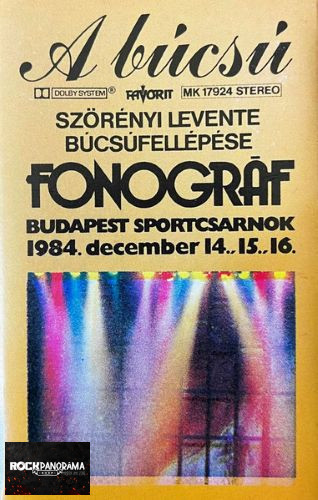 A búcsú
DOLBY SYSTEM® FAVORIT MK 17924 STEREO
SZÖRÉNYI LEVENTE
BÚCSÚFELLÉPÉSE
FONOGRÁF
BUDAPEST SPORTCSARNOK
1984. december 14., 15., 16.
ROCKPANORAMA